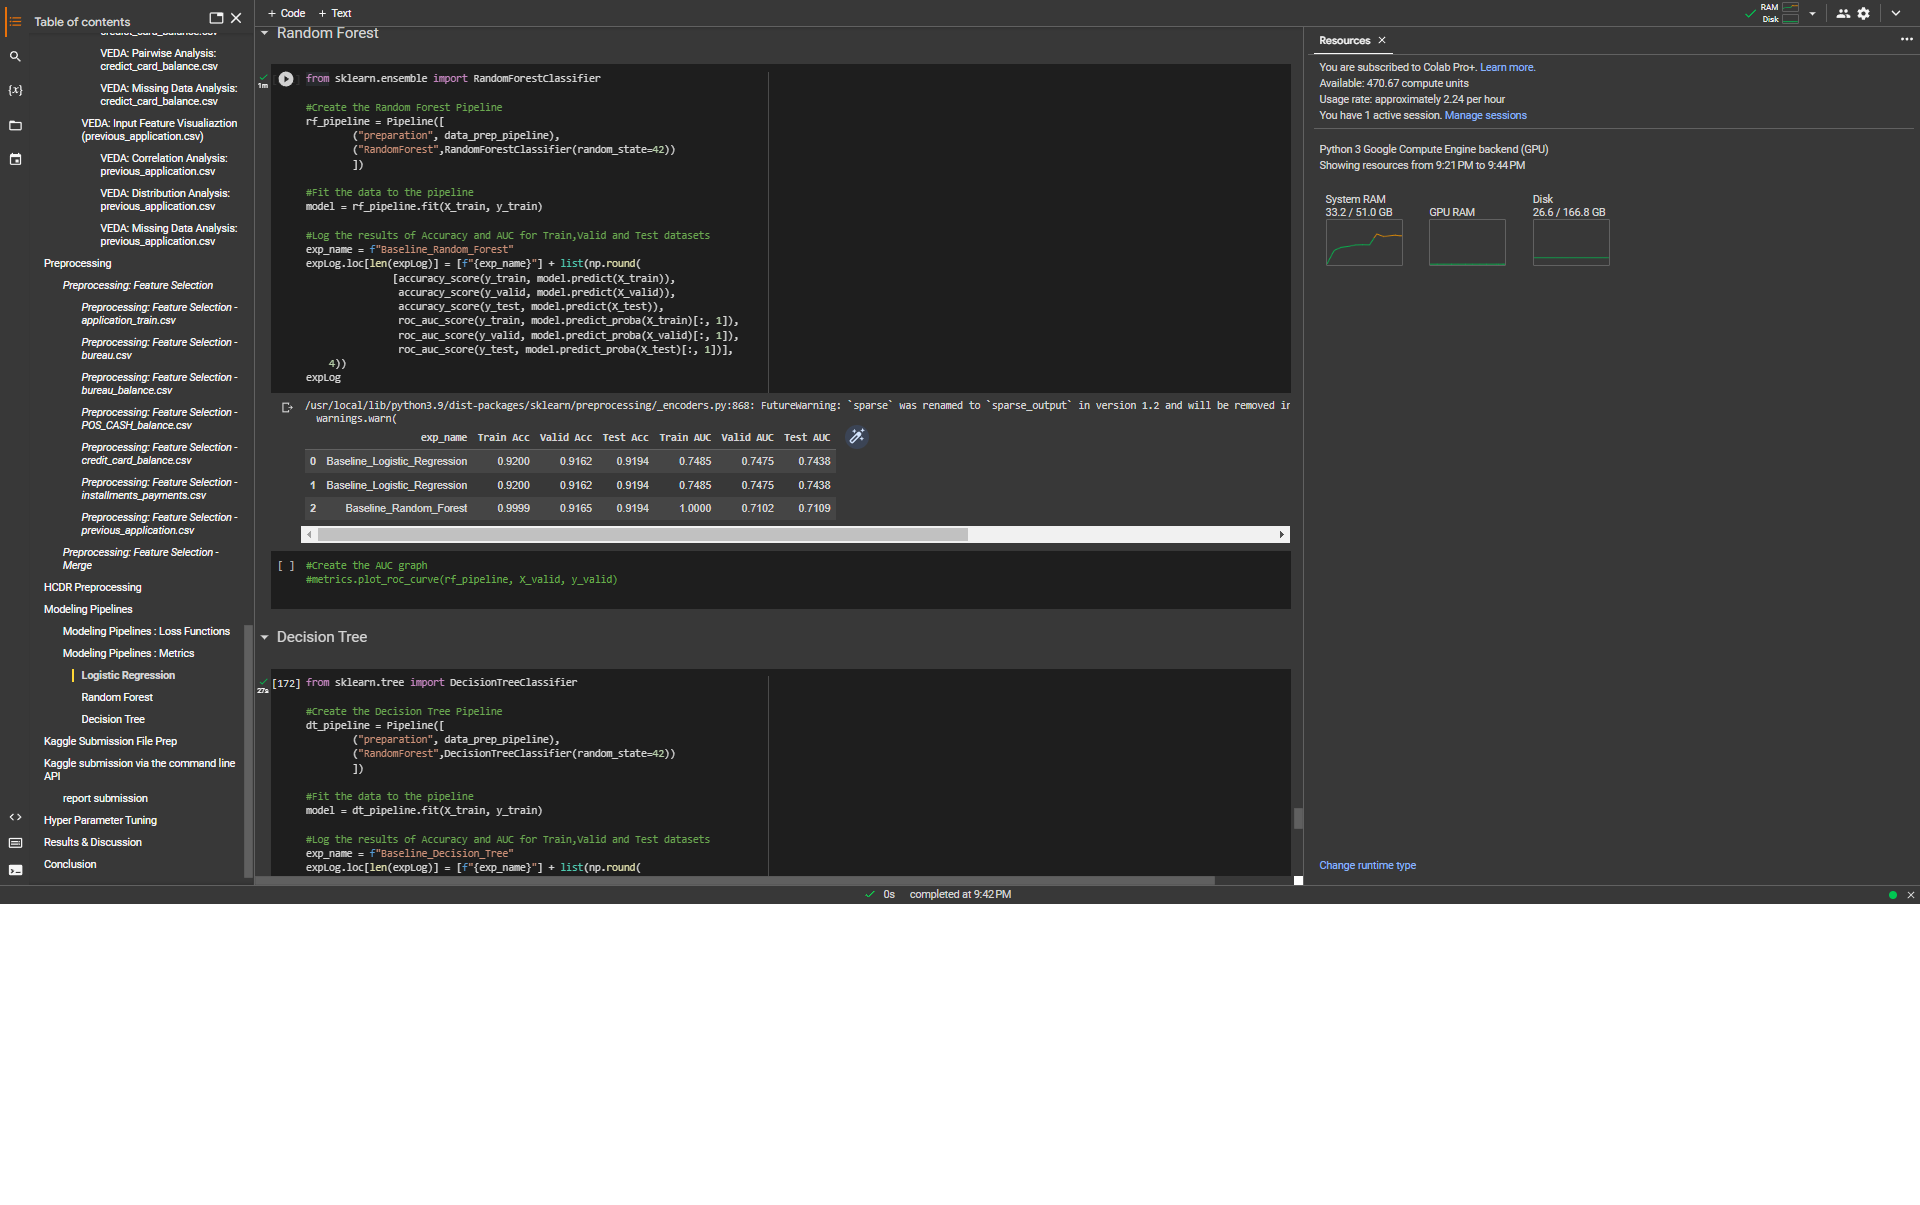 Table of contents
credict_card_balance.csv
VEDA: Pairwise Analysis:
credict_card_balance.csv
VEDA: Missing Data Analysis:
credict_card_balance.csv
VEDA: Input Feature Visualiaztion
(previous_application.csv)
VEDA: Correlation Analysis:
previous_application.csv
VEDA: Distribution Analysis:
previous_application.csv
VEDA: Missing Data Analysis:
previous_application.csv
Preprocessing
Preprocessing: Feature Selection
Preprocessing: Feature Selection -
application_train.csv
Preprocessing: Feature Selection -
bureau.csv
Preprocessing: Feature Selection -
bureau_balance.csv
Preprocessing: Feature Selection -
POS_CASH_balance.csv
Preprocessing: Feature Selection -
credit_card_balance.csv
Preprocessing: Feature Selection -
installments_payments.csv
Preprocessing: Feature Selection -
previous_application.csv
Preprocessing: Feature Selection -
Merge
HCDR Preprocessing
Modeling Pipelines
Modeling Pipelines : Loss Functions
Modeling Pipelines : Metrics
Logistic Regression
Random Forest
Decision Tree
Kaggle Submission File Prep
Kaggle submission via the command line
API
report submission
Hyper Parameter Tuning
Results & Discussion
Conclusion
+ Code + Text
RAM
Disk
Random Forest
1m
from sklearn.ensemble import RandomForestClassifier
#Create the Random Forest Pipeline
rf_pipeline = Pipeline([
("preparation", data_prep_pipeline),
("RandomForest",RandomForestClassifier(random_state=42))
])
#Fit the data to the pipeline
model = rf_pipeline.fit(X_train, y_train)
#Log the results of Accuracy and AUC for Train,Valid and Test datasets
exp_name = f"Baseline_Random_Forest"
expLog.loc[len(expLog)] = [f"{exp_name}"] + list(np.round(
[accuracy_score(y_train, model.predict(X_train)),
accuracy_score(y_valid, model.predict(X_valid)),
accuracy_score(y_test, model.predict(X_test)),
roc_auc_score(y_train, model.predict_proba(X_train)[:, 1]),
roc_auc_score(y_valid, model.predict_proba(X_valid)[:, 1]),
roc_auc_score(y_test, model.predict_proba(X_test)[:, 1])],
4))
expLog
/usr/local/lib/python3.9/dist-packages/sklearn/preprocessing/_encoders.py:868: FutureWarning: `sparse` was renamed to `sparse_output` in version 1.2 and will be removed in
warnings.warn(
exp_name Train Acc Valid Acc Test Acc Train AUC Valid AUC Test AUC
0 Baseline_Logistic_Regression 0.9200 0.9162 0.9194 0.7485 0.7475 0.7438
1 Baseline_Logistic_Regression 0.9200 0.9162 0.9194 0.7485 0.7475 0.7438
2 Baseline_Random_Forest 0.9999 0.9165 0.9194 1.0000 0.7102 0.7109
[ ] #Create the AUC graph
#metrics.plot_roc_curve(rf_pipeline, X_valid, y_valid)
Decision Tree
27s
[172] from sklearn.tree import DecisionTreeClassifier
#Create the Decision Tree Pipeline
dt_pipeline = Pipeline([
("preparation", data_prep_pipeline),
("RandomForest",DecisionTreeClassifier(random_state=42))
])
#Fit the data to the pipeline
model = dt_pipeline.fit(X_train, y_train)
#Log the results of Accuracy and AUC for Train,Valid and Test datasets
exp_name = f"Baseline_Decision_Tree"
expLog.loc[len(expLog)] = [f"{exp_name}"] + list(np.round(
Resources
You are subscribed to Colab Pro+. Learn more.
Available: 470.67 compute units
Usage rate: approximately 2.24 per hour
You have 1 active session. Manage sessions
Python 3 Google Compute Engine backend (GPU)
Showing resources from 9:21 PM to 9:44 PM
System RAM
33.2 / 51.0 GB
GPU RAM
Disk
26.6 / 166.8 GB
Change runtime type
0s completed at 9:42 PM